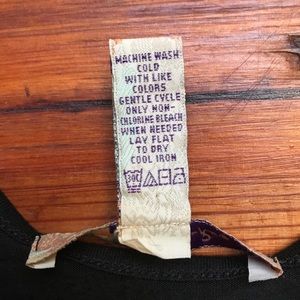 MACHINE WASH
COLD
WITH LIKE
COLORS
GENTLE CYCLE
ONLY NON-
CHLORINE BLEACH
WHEN NEEDED
LAY FLAT
TO DRY
COOL IRON
30C